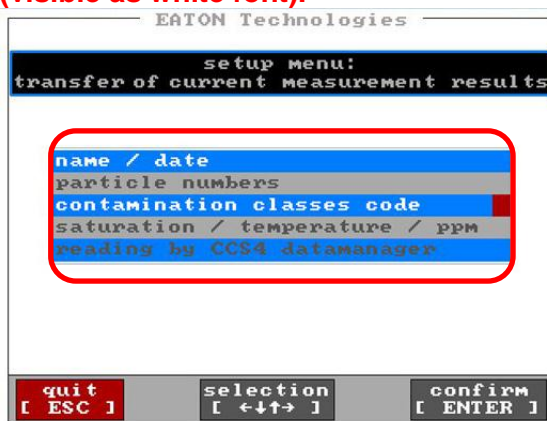 (visible as white font).
EATON Technologies
setup menu:
transfer of current measurement results
name / date
particle numbers
contamination classes code
saturation / temperature / ppm
reading by CCS4 datamanager
quit selection confirm
[ ESC ] [ ←↓↑→ ] [ ENTER ]